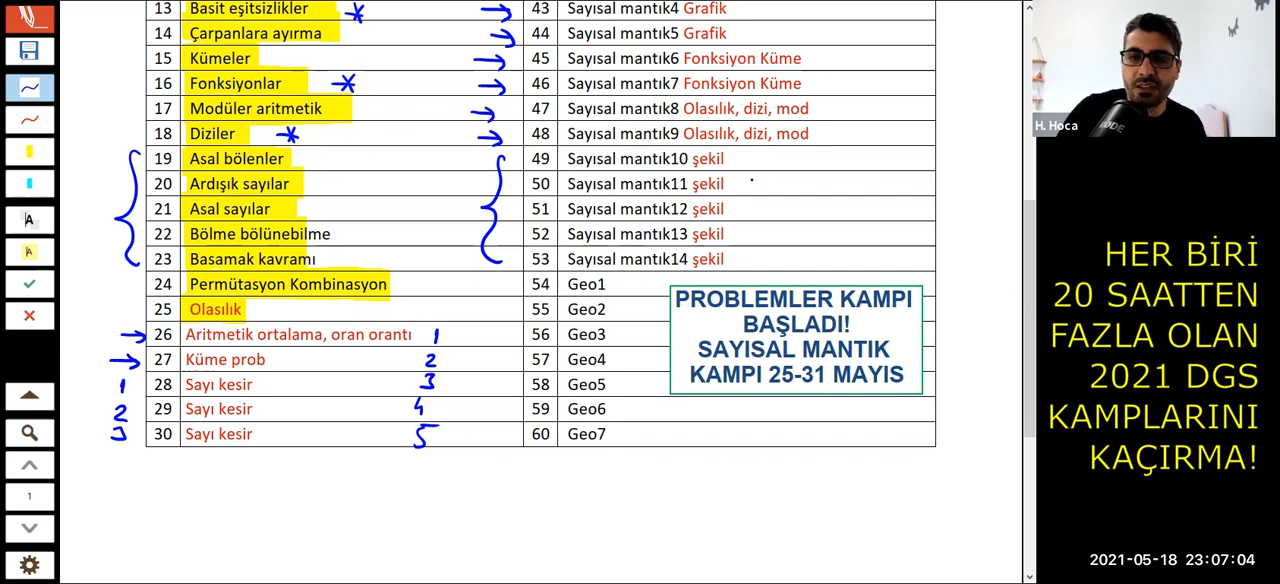 13 Basit eşitsizlikler * 43 Sayısal mantık4 Grafik
14 Çarpanlara ayırma 44 Sayısal mantık5 Grafik
15 Kümeler 45 Sayısal mantık6 Fonksiyon Küme
16 Fonksiyonlar * 46 Sayısal mantık7 Fonksiyon Küme
17 Modüler aritmetik 47 Sayısal mantık8 Olasılık, dizi, mod
18 Diziler * 48 Sayısal mantık9 Olasılık, dizi, mod
19 Asal bölenler 49 Sayısal mantık10 şekil
20 Ardışık sayılar 50 Sayısal mantık11 şekil
21 Asal sayılar 51 Sayısal mantık12 şekil
22 Bölme bölünebilme 52 Sayısal mantık13 şekil
23 Basamak kavramı 53 Sayısal mantık14 şekil
24 Permütasyon Kombinasyon 54 Geo1
25 Olasılık 55 Geo2
26 Aritmetik ortalama, oran orantı 1 56 Geo3
27 Küme prob 2 57 Geo4
1 28 Sayı kesir 3 58 Geo5
2 29 Sayı kesir 4 59 Geo6
3 30 Sayı kesir 5 60 Geo7
PROBLEMLER KAMPI
BAŞLADI!
SAYISAL MANTIK
KAMPI 25-31 MAYIS
H. Hoca
RODE
HER BİRİ
20 SAATTEN
FAZLA OLAN
2021 DGS
KAMPLARINI
KAÇIRMA!
2021-05-18 23:07:04
A
A
1